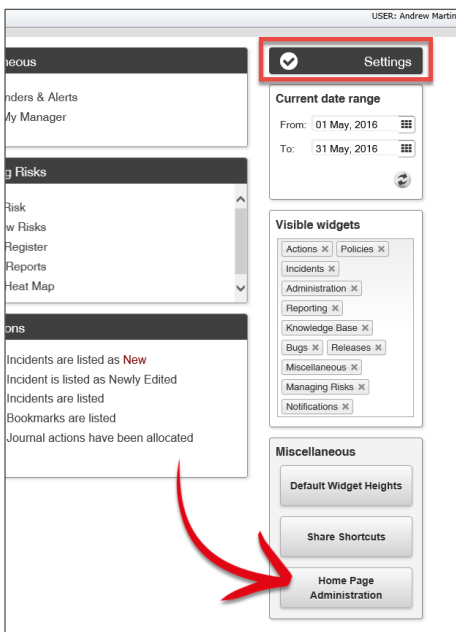 USER: Andrew Martin
neous
nders & Alerts
My Manager
g Risks
Risk
w Risks
Register
Reports
Heat Map
ons
Incidents are listed as New
Incident is listed as Newly Edited
Incidents are listed
Bookmarks are listed
Journal actions have been allocated
Settings
Current date range
From: 01 May, 2016
To: 31 May, 2016
Visible widgets
Actions × Policies ×
Incidents ×
Administration ×
Reporting ×
Knowledge Base ×
Bugs × Releases ×
Miscellaneous ×
Managing Risks ×
Notifications ×
Miscellaneous
Default Widget Heights
Share Shortcuts
Home Page
Administration